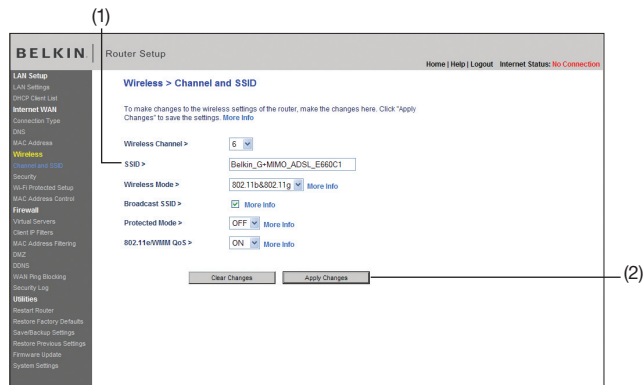 (1)
BELKIN
Router Setup
Home | Help | Logout Internet Status: No Connection
LAN Setup
LAN Settings
DHCP Client List
Internet WAN
Connection Type
DNS
MAC Address
Wireless
Channel and SSID
Security
Wi-Fi Protected Setup
MAC Address Control
Firewall
Virtual Servers
Client IP Filters
MAC Address Filtering
DMZ
DDNS
WAN Ping Blocking
Security Log
Utilities
Restart Router
Restore Factory Defaults
Save/Backup Settings
Restore Previous Settings
Firmware Update
System Settings
Wireless > Channel and SSID
To make changes to the wireless settings of the router, make the changes here. Click "Apply
Changes" to save the settings. More Info
Wireless Channel > 6
SSID > Belkin_G+MIMO_ADSL_E660C1
Wireless Mode > 802.11b&802.11g More Info
Broadcast SSID > More Info
Protected Mode > OFF More Info
802.11e/WMM QoS > ON More Info
Clear Changes Apply Changes
(2)